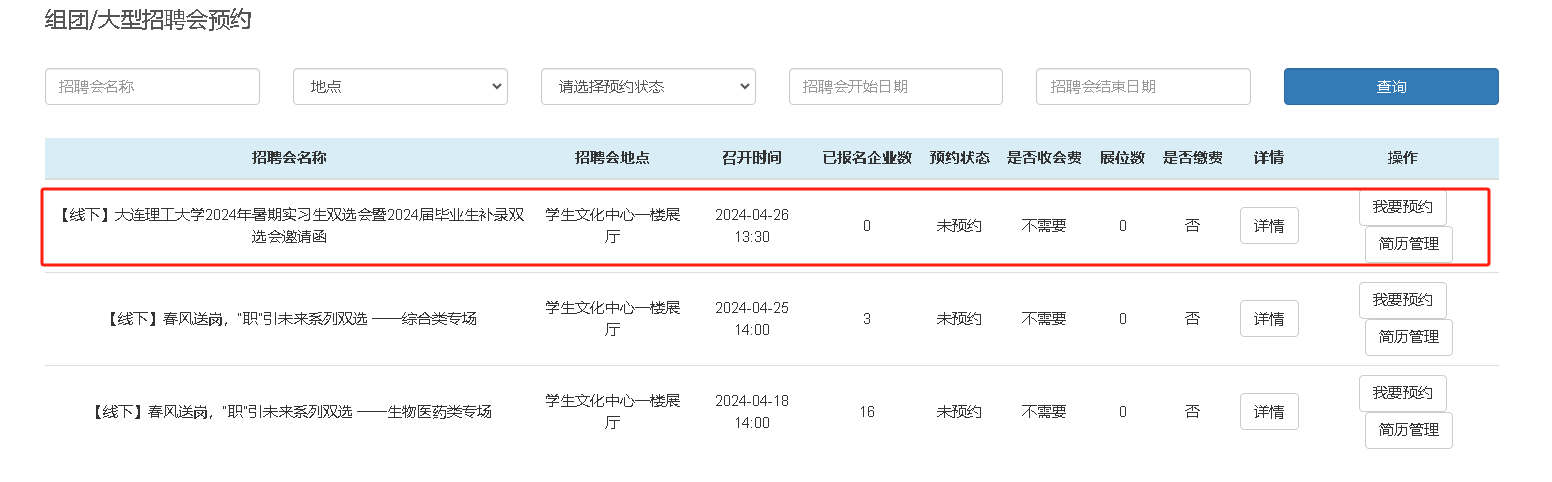 组团/大型招聘会预约
招聘会名称 地点 请选择预约状态 招聘会开始日期 招聘会结束日期 查询
招聘会名称 招聘会地点 召开时间 已报名企业数 预约状态 是否收会费 展位数 是否缴费 详情 操作
【线下】大连理工大学2024年暑期实习生双选会暨2024届毕业生补录双
选会邀请函
学生文化中心一楼展
厅
2024-04-26
13:30
0 未预约 不需要 0 否 详情
我要预约
简历管理
【线下】春风送岗，"职"引未来系列双选 ——综合类专场
学生文化中心一楼展
厅
2024-04-25
14:00
3 未预约 不需要 0 否 详情
我要预约
简历管理
【线下】春风送岗，"职"引未来系列双选 ——生物医药类专场
学生文化中心一楼展
厅
2024-04-18
14:00
16 未预约 不需要 0 否 详情
我要预约
简历管理